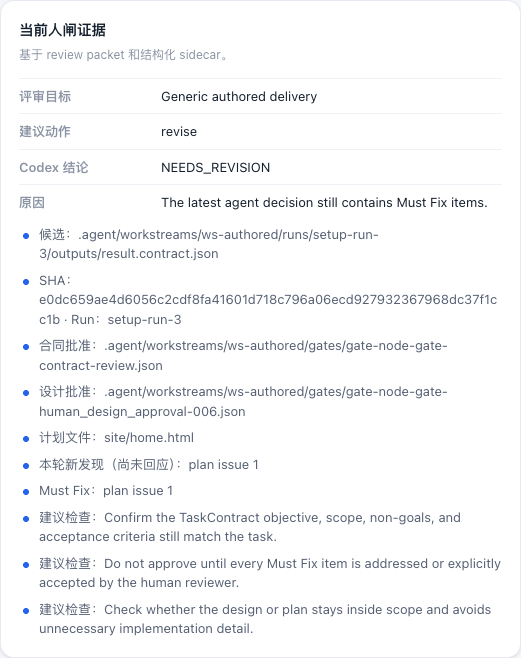 当前人闸证据
基于 review packet 和结构化 sidecar。
评审目标 Generic authored delivery
建议动作 revise
Codex 结论 NEEDS_REVISION
原因 The latest agent decision still contains Must Fix items.
候选：.agent/workstreams/ws-authored/runs/setup-run-
3/outputs/result.contract.json
SHA：
e0dc659ae4d6056c2cdf8fa41601d718c796a06ecd927932367968dc37f1c
c1b · Run：setup-run-3
合同批准：.agent/workstreams/ws-authored/gates/gate-node-gate-
contract-review.json
设计批准：.agent/workstreams/ws-authored/gates/gate-node-gate-
human_design_approval-006.json
计划文件：site/home.html
本轮新发现（尚未回应）：plan issue 1
Must Fix：plan issue 1
建议检查：Confirm the TaskContract objective, scope, non-goals, and
acceptance criteria still match the task.
建议检查：Do not approve until every Must Fix item is addressed or explicitly
accepted by the human reviewer.
建议检查：Check whether the design or plan stays inside scope and avoids
unnecessary implementation detail.